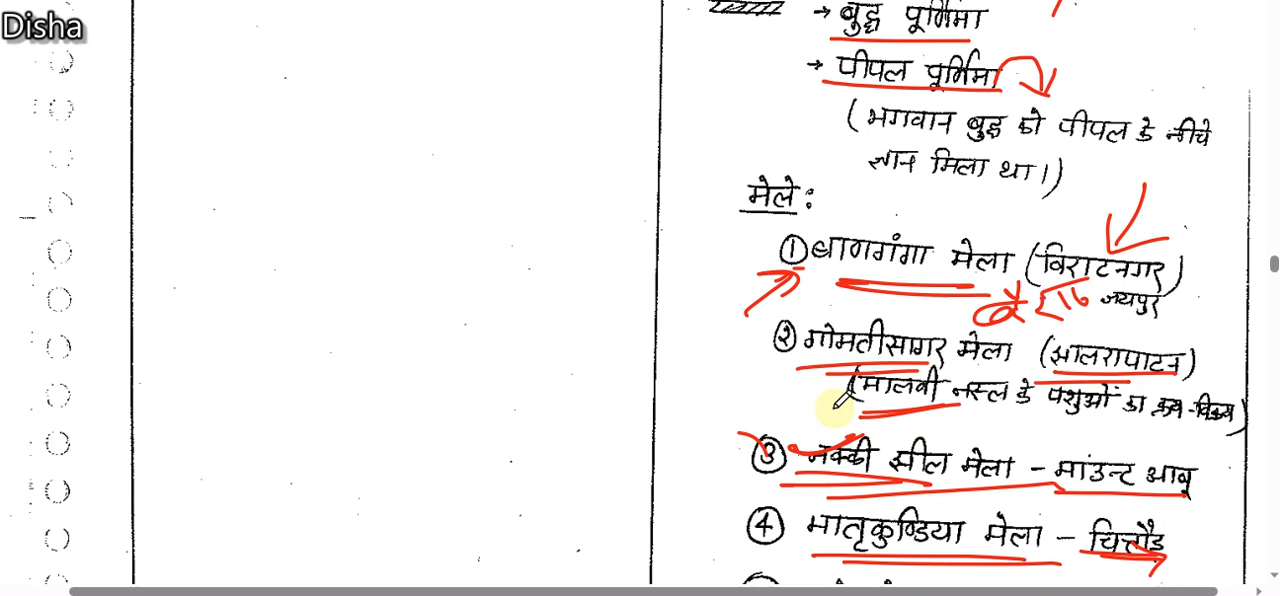 Disha
→ बुद्ध पूर्णिमा
→ पीपल पूर्णिमा
(भगवान बुद्ध को पीपल के नीचे
ज्ञान मिला था।)
मेले:
① बाणगंगा मेला (विराटनगर)
जयपुर
② गोमतीसागर मेला (झालरापाटन)
(मालवी नस्ल के पशुओं का क्रय-विक्रय)
③ नक्की झील मेला - माउन्ट आबू
④ मातृकुण्डिया मेला - चित्तौड़